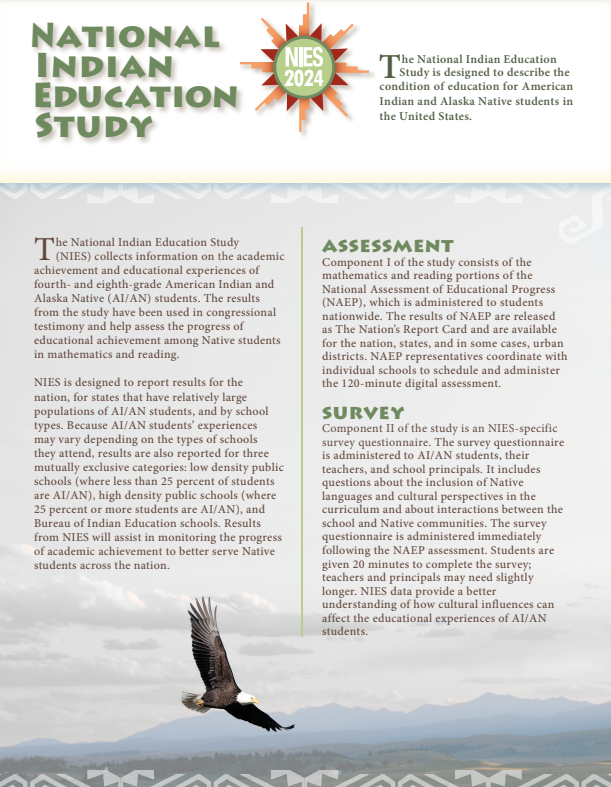 NATIONAL
INDIAN
EDUCATION
STUDY
NIES
2024
The National Indian Education
Study is designed to describe the
condition of education for American
Indian and Alaska Native students in
the United States.
The National Indian Education Study
(NIES) collects information on the academic
achievement and educational experiences of
fourth- and eighth-grade American Indian and
Alaska Native (AI/AN) students. The results
from the study have been used in congressional
testimony and help assess the progress of
educational achievement among Native students
in mathematics and reading.
NIES is designed to report results for the
nation, for states that have relatively large
populations of AI/AN students, and by school
types. Because AI/AN students' experiences
may vary depending on the types of schools
they attend, results are also reported for three
mutually exclusive categories: low density public
schools (where less than 25 percent of students
are AI/AN), high density public schools (where
25 percent or more students are AI/AN), and
Bureau of Indian Education schools. Results
from NIES will assist in monitoring the progress
of academic achievement to better serve Native
students across the nation.
ASSESSMENT
Component I of the study consists of the
mathematics and reading portions of the
National Assessment of Educational Progress
(NAEP), which is administered to students
nationwide. The results of NAEP are released
as The Nation's Report Card and are available
for the nation, states, and in some cases, urban
districts. NAEP representatives coordinate with
individual schools to schedule and administer
the 120-minute digital assessment.
SURVEY
Component II of the study is an NIES-specific
survey questionnaire. The survey questionnaire
is administered to AI/AN students, their
teachers, and school principals. It includes
questions about the inclusion of Native
languages and cultural perspectives in the
curriculum and about interactions between the
school and Native communities. The survey
questionnaire is administered immediately
following the NAEP assessment. Students are
given 20 minutes to complete the survey;
teachers and principals may need slightly
longer. NIES data provide a better
understanding of how cultural influences can
affect the educational experiences of AI/AN
students.